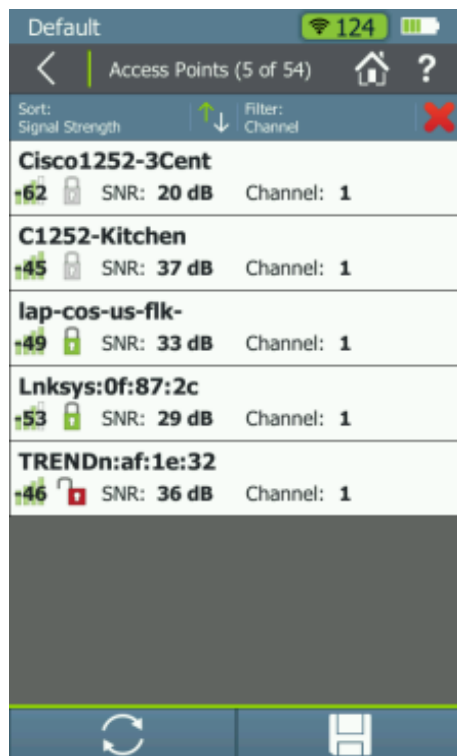 Default 124
Access Points (5 of 54) ?
Sort: Filter:
Signal Strength Channel
Cisco1252-3Cent
-62 SNR: 20 dB Channel: 1
C1252-Kitchen
-45 SNR: 37 dB Channel: 1
lap-cos-us-flk-
-49 SNR: 33 dB Channel: 1
Lnksys:0f:87:2c
-53 SNR: 29 dB Channel: 1
TRENDn:af:1e:32
-46 SNR: 36 dB Channel: 1